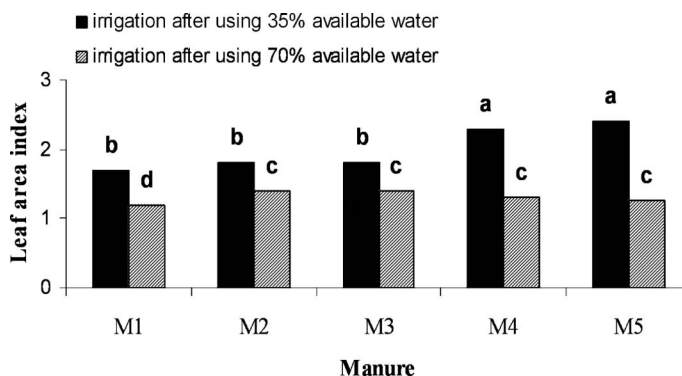 irrigation after using 35% available water
irrigation after using 70% available water
Leaf area index
3
2
1
0
b
d
b
c
b
c
a
c
a
c
M1 M2 M3 M4 M5
Manure